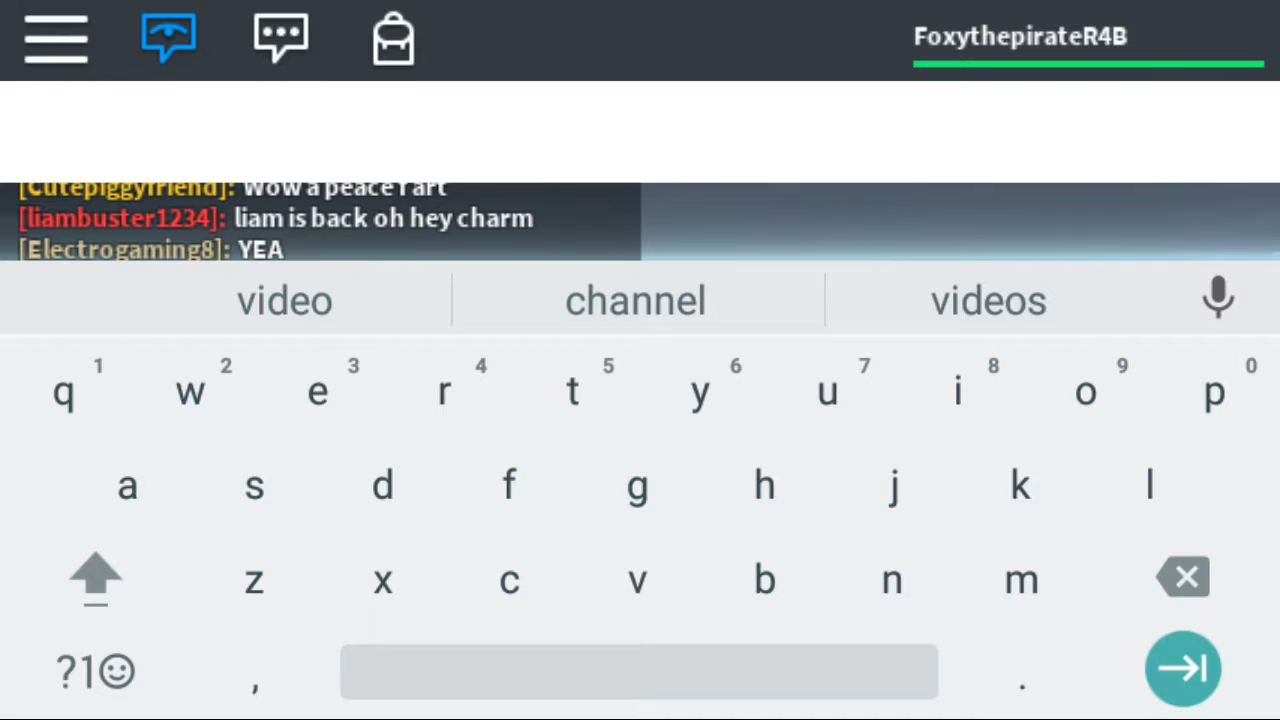 FoxythepirateR4B
[Cutepiggyfriend]: Wow a peace r art
[liambuster1234]: liam is back oh hey charm
[Electrogaming8]: YEA
video channel videos
1 2 3 4 5 6 7 8 9 0
q w e r t y u i o p
a s d f g h j k l
z x c v b n m
?1 , .